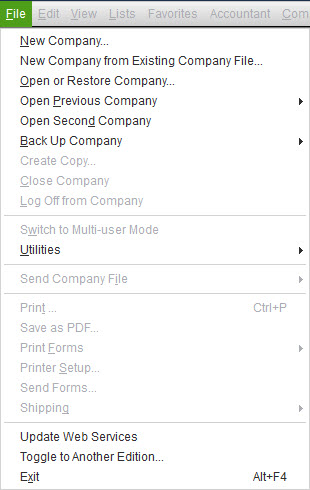 File Edit View Lists Favorites Accountant Com
New Company...
New Company from Existing Company File...
Open or Restore Company...
Open Previous Company
Open Second Company
Back Up Company
Create Copy...
Close Company
Log Off from Company
Switch to Multi-user Mode
Utilities
Send Company File
Print ... Ctrl+P
Save as PDF...
Print Forms
Printer Setup...
Send Forms...
Shipping
Update Web Services
Toggle to Another Edition...
Exit Alt+F4